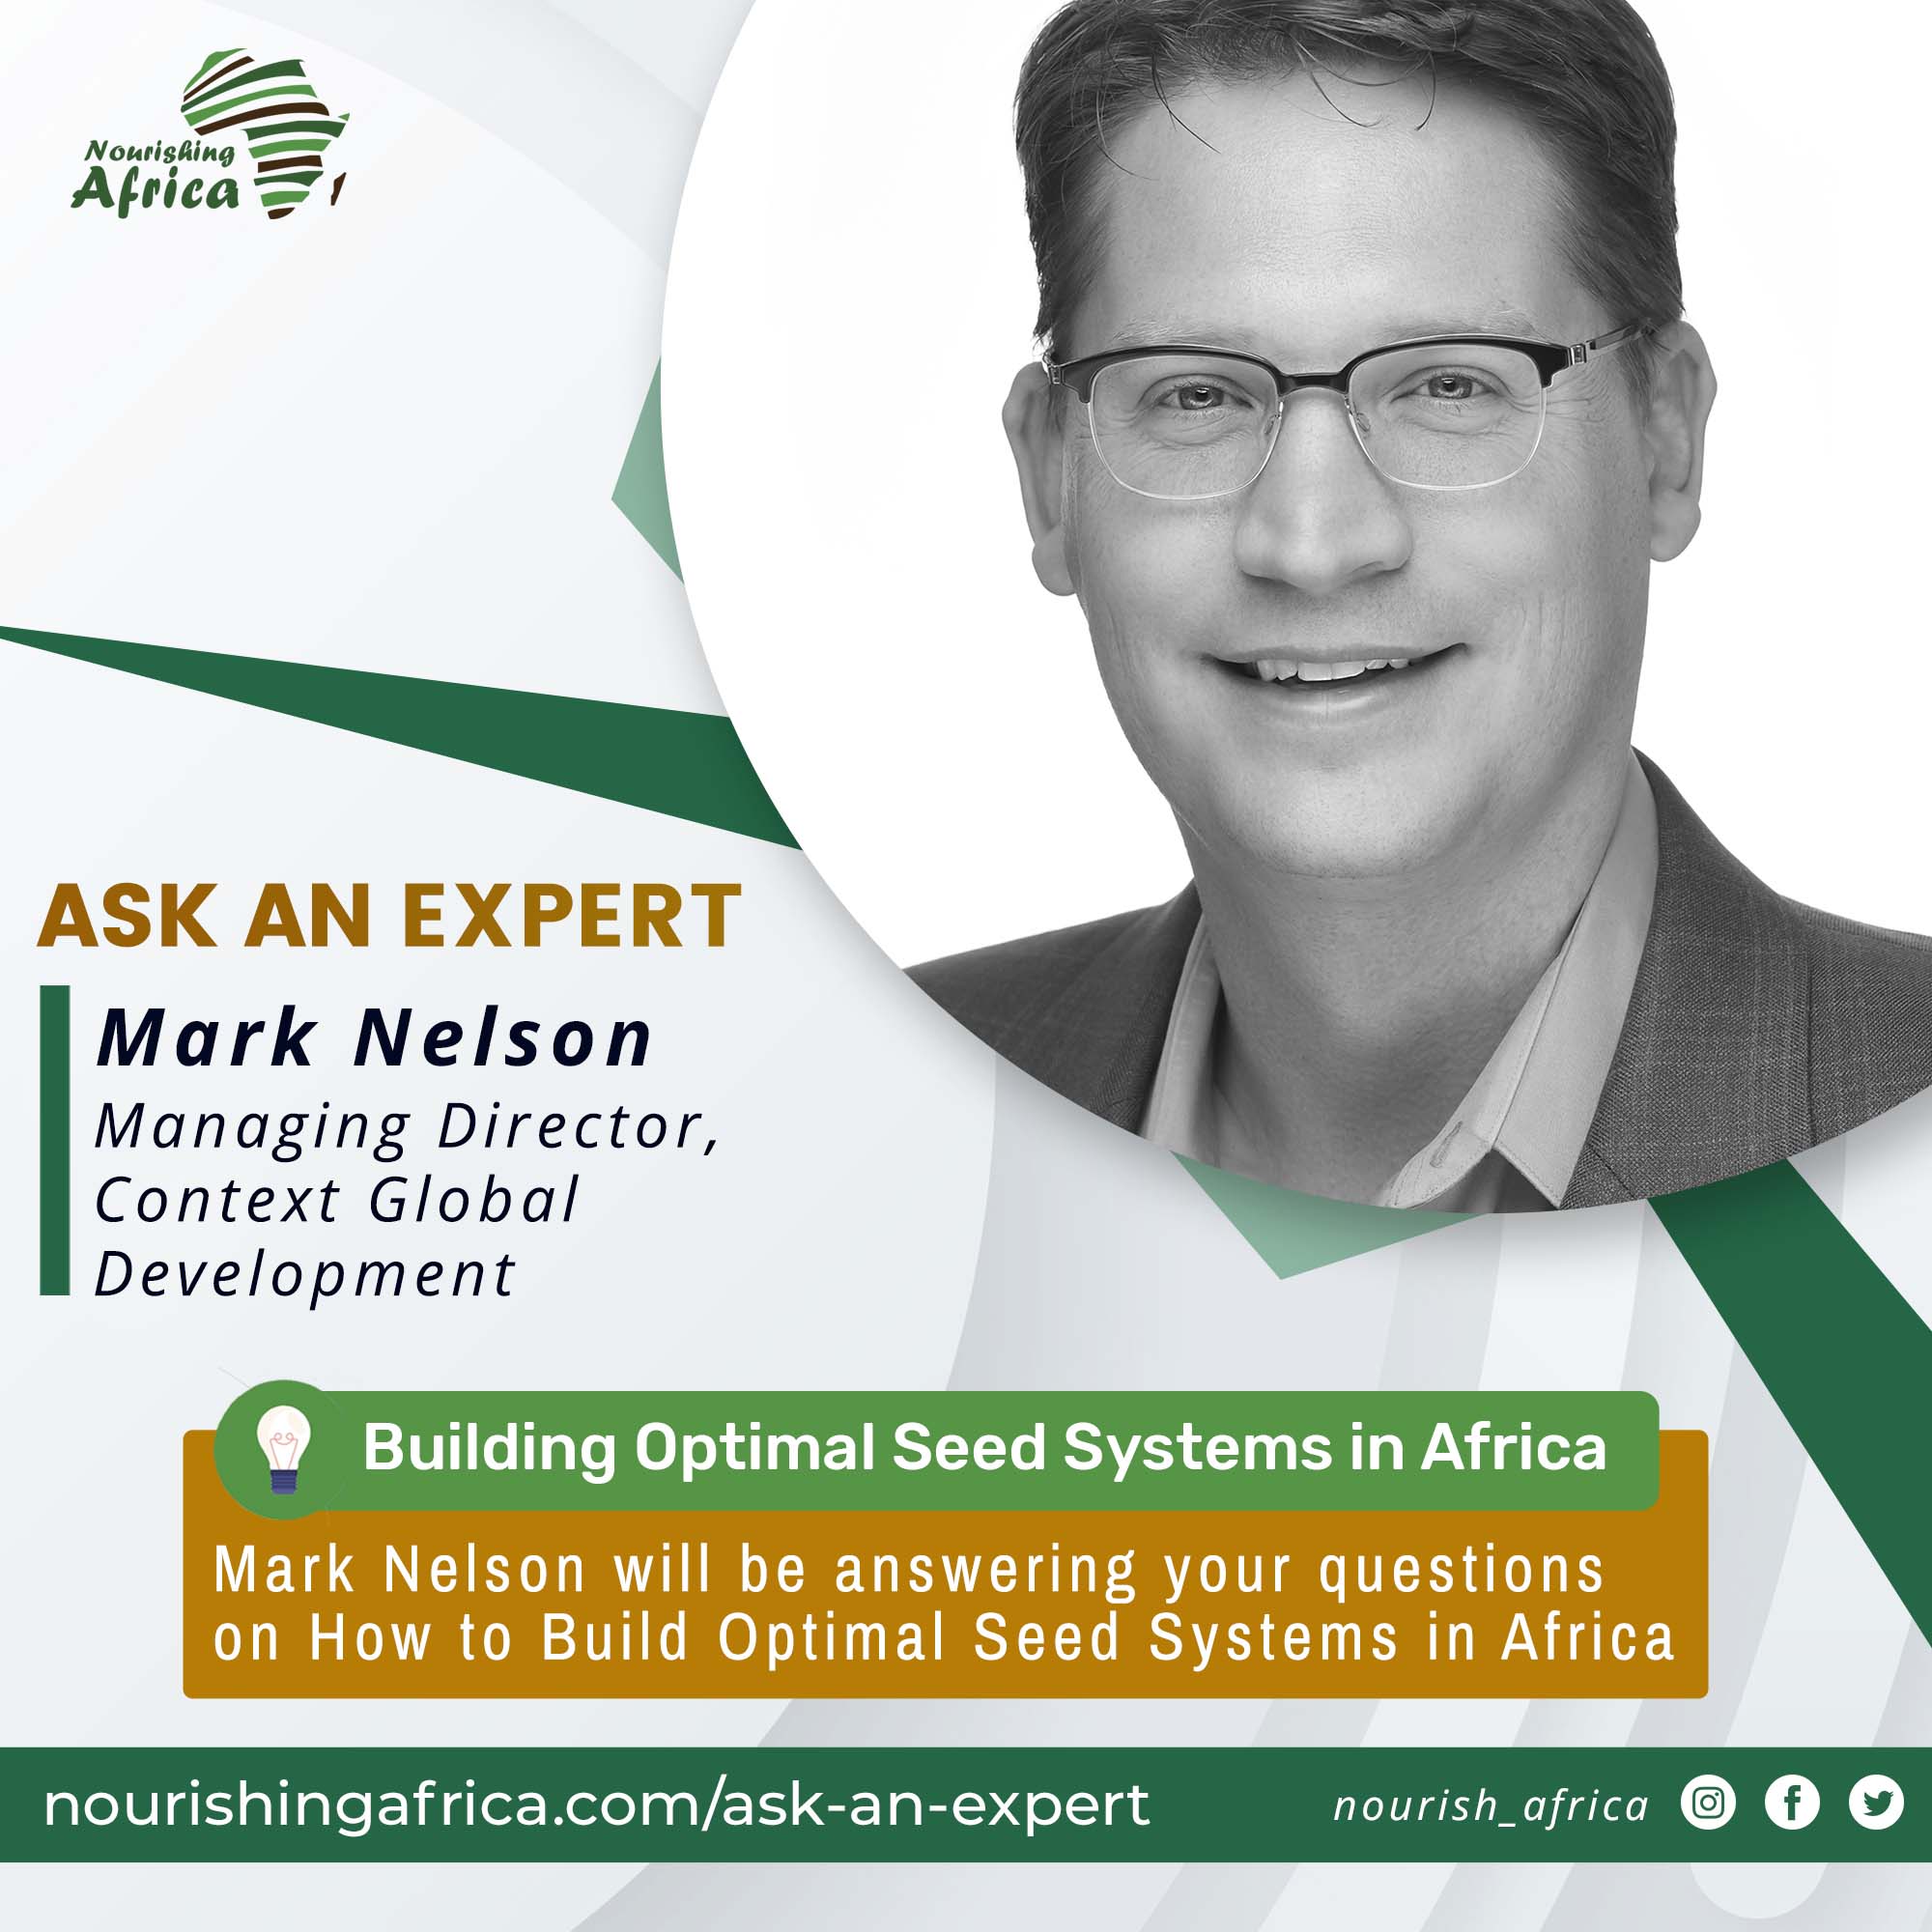 Nourishing
Africa
ASK AN EXPERT
Mark Nelson
Managing Director,
Context Global
Development
Building Optimal Seed Systems in Africa
Mark Nelson will be answering your questions
on How to Build Optimal Seed Systems in Africa
nourishingafrica.com/ask-an-expert
nourish_africa